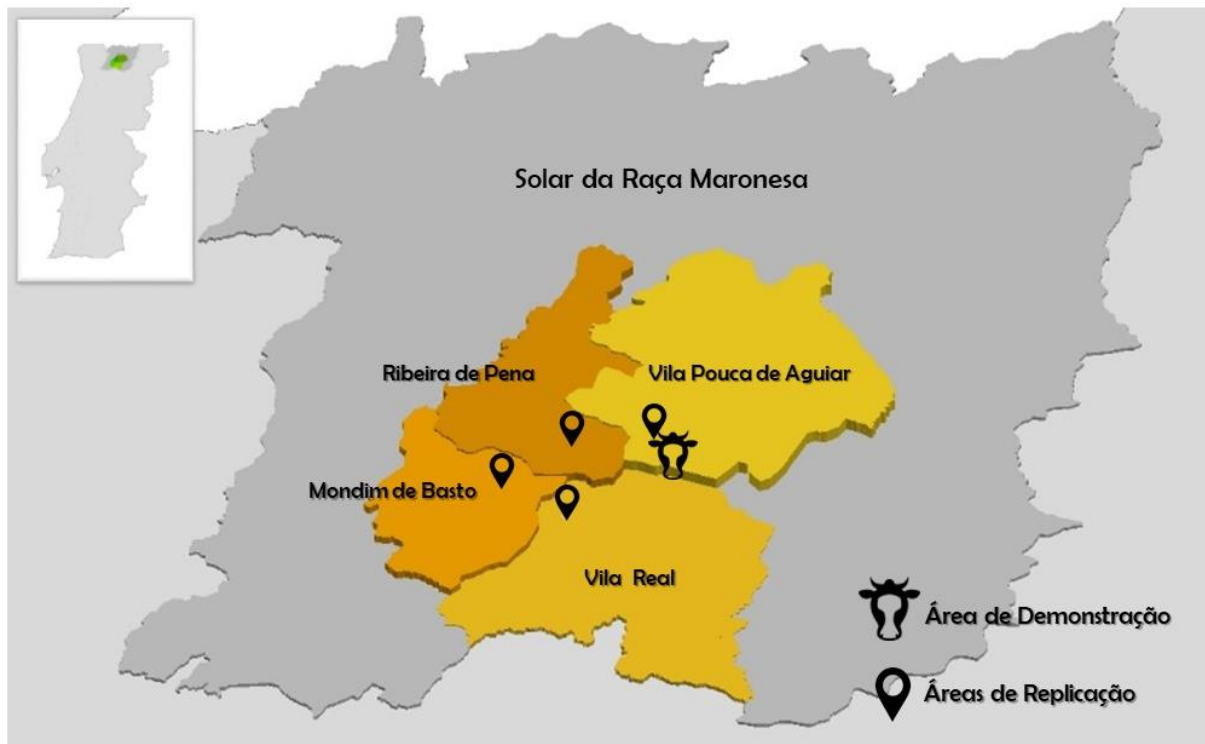 Solar da Raça Maronesa
Ribeira de Pena
Vila Pouca de Aguiar
Mondim de Basto
Vila Real
Área de Demonstração
Áreas de Replicação